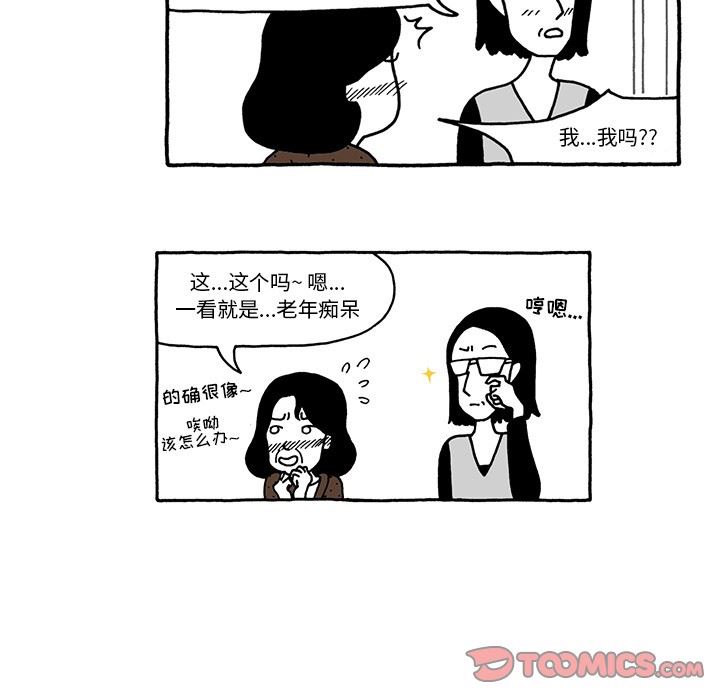 我...我吗??
这...这个吗~ 嗯...
一看就是...老年痴呆
哼嗯...
的确很像~
唉呦
该怎么办~
TOOMICS.COM